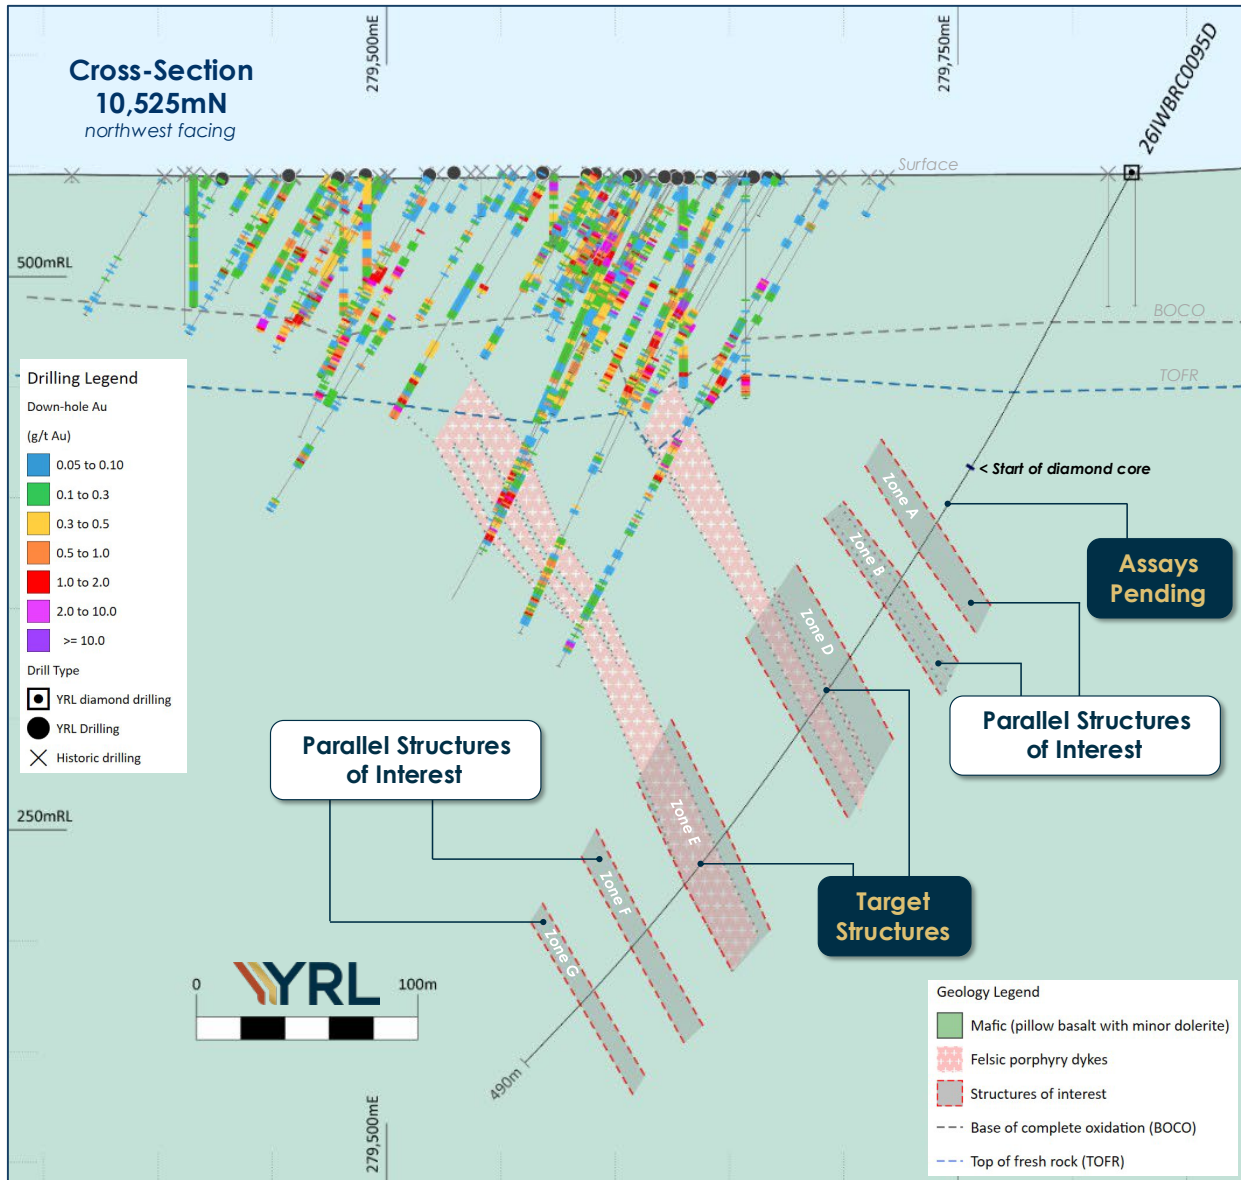 Cross-Section
10,525mN
northwest facing
279,500mE
279,750mE
26IWBRC0095D
Surface
500mRL
BOCO
TOFR
Drilling Legend
Down-hole Au
(g/t Au)
0.05 to 0.10
0.1 to 0.3
0.3 to 0.5
0.5 to 1.0
1.0 to 2.0
2.0 to 10.0
>= 10.0
Drill Type
YRL diamond drilling
YRL Drilling
Historic drilling
< Start of diamond core
Zone A
Zone B
Assays
Pending
Zone D
Parallel Structures
of Interest
Parallel Structures
of Interest
Zone E
250mRL
Zone F
Target
Structures
Zone G
YRL
0
100m
490m
279,500mE
Geology Legend
Mafic (pillow basalt with minor dolerite)
Felsic porphyry dykes
Structures of interest
Base of complete oxidation (BOCO)
Top of fresh rock (TOFR)